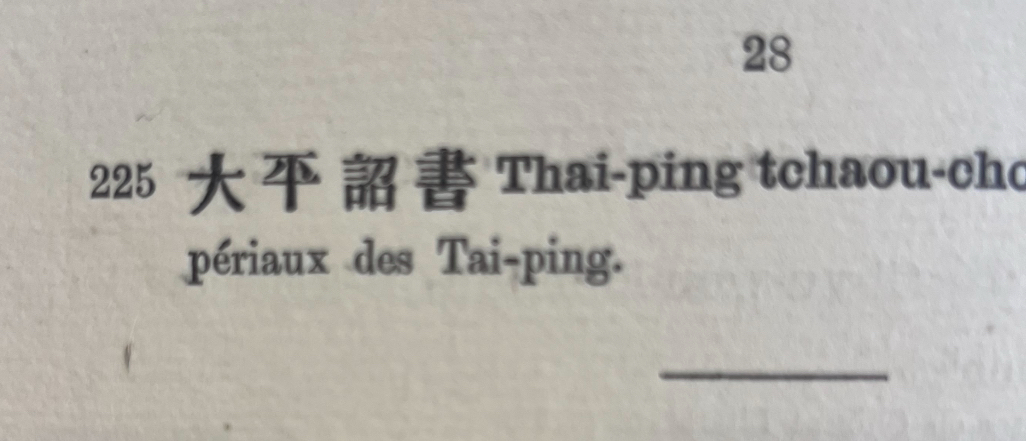 28
225 大平詔書 Thai-ping tchaou-cho
périaux des Tai-ping.